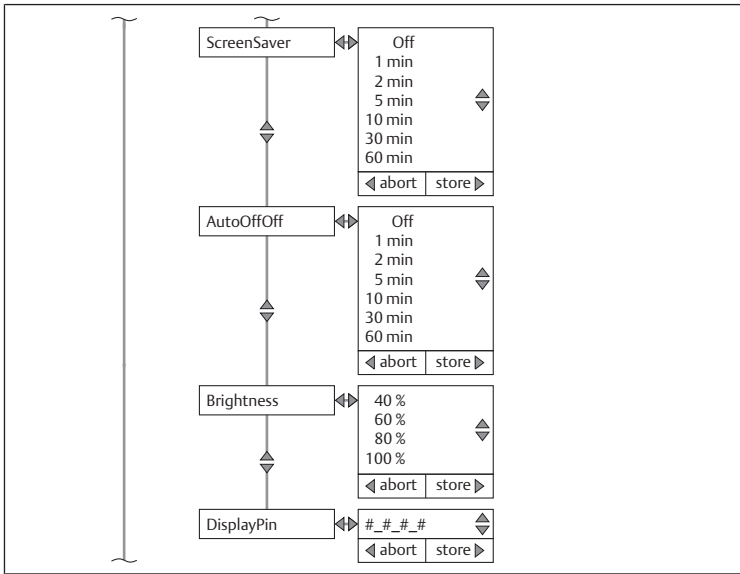 ScreenSaver
Off
1 min
2 min
5 min
10 min
30 min
60 min
abort store
AutoOffOff
Off
1 min
2 min
5 min
10 min
30 min
60 min
abort store
Brightness
40 %
60 %
80 %
100 %
abort store
DisplayPin #_#_#_#
abort store